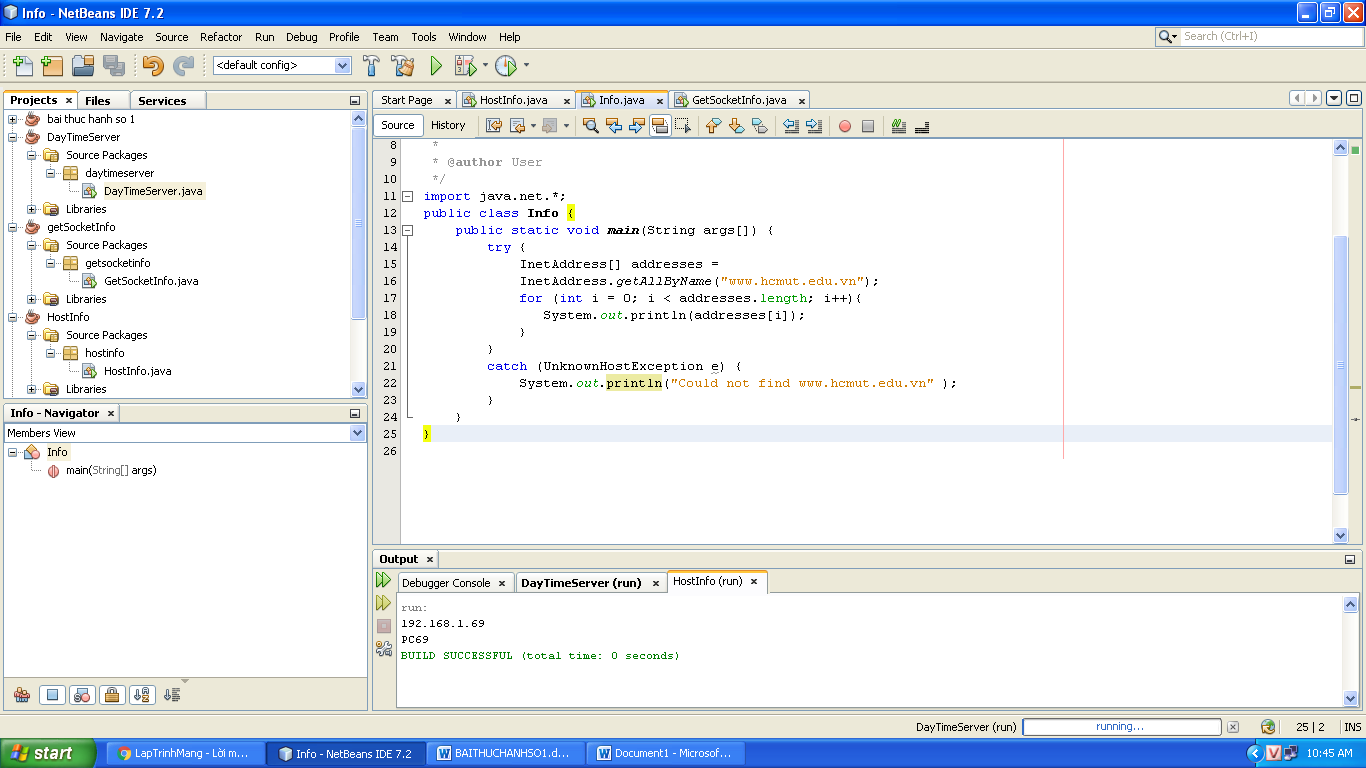 Info - NetBeans IDE 7.2
File Edit View Navigate Source Refactor Run Debug Profile Team Tools Window Help
Search (Ctrl+I)
<default config>
Projects Files Services
bai thuc hanh so 1
DayTimeServer
Source Packages
daytimeserver
DayTimeServer.java
Libraries
getSocketInfo
Source Packages
getsocketinfo
GetSocketInfo.java
Libraries
HostInfo
Source Packages
hostinfo
HostInfo.java
Libraries
Info - Navigator
Members View
Info
main(String[] args)
Start Page HostInfo.java Info.java GetSocketInfo.java
Source History
8 *
9 * @author User
10 */
11 import java.net.*;
12 public class Info {
13 public static void main(String args[]) {
14 try {
15 InetAddress[] addresses =
16 InetAddress.getAllByName("www.hcmut.edu.vn");
17 for (int i = 0; i < addresses.length; i++){
18 System.out.println(addresses[i]);
19 }
20 }
21 catch (UnknownHostException e) {
22 System.out.println("Could not find www.hcmut.edu.vn" );
23 }
24 }
25 }
26
Output
Debugger Console DayTimeServer (run) HostInfo (run)
run:
192.168.1.69
PC69
BUILD SUCCESSFUL (total time: 0 seconds)
DayTimeServer (run) running... 25 | 2 INS
start LapTrinhMang - Lời m... Info - NetBeans IDE 7.2 BAITHUCHANHSO1.d... Document1 - Microsof... 10:45 AM